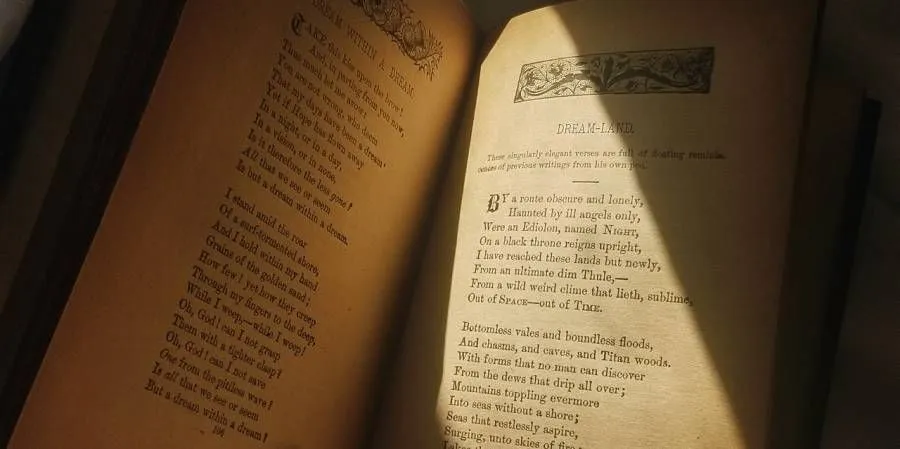 DREAM WITHIN A DREAM
TAKE this kiss upon the brow!
And, in parting from you now,
Thus much let me avow:
You are not wrong, who deem
That my days have been a dream;
Yet if Hope has flown away
In a night, or in a day,
In a vision, or in none,
Is it therefore the less gone?
All that we see or seem
Is but a dream within a dream.
I stand amid the roar
Of a surf-tormented shore,
And I hold within my hand
Grains of the golden sand;
How few! yet how they creep
Through my fingers to the deep,
While I weep,—while I weep!
Oh, God! can I not grasp
Them with a tighter clasp?
Oh, God! can I not save
One from the pitiless wave?
Is all that we see or seem
But a dream within a dream?
DREAM-LAND.
These singularly elegant verses are full of floating reminis-
cences of previous writings from his own pen.
BY a route obscure and lonely,
Haunted by ill angels only,
Were an Ediolon, named NIGHT,
On a black throne reigns upright,
I have reached these lands but newly,
From an ultimate dim Thule,—
From a wild weird clime that lieth, sublime,
Out of SPACE—out of TIME.
Bottomless vales and boundless floods,
And chasms, and caves, and Titan woods.
With forms that no man can discover
From the dews that drip all over;
Mountains toppling evermore
Into seas without a shore;
Seas that restlessly aspire,
Surging, unto skies of